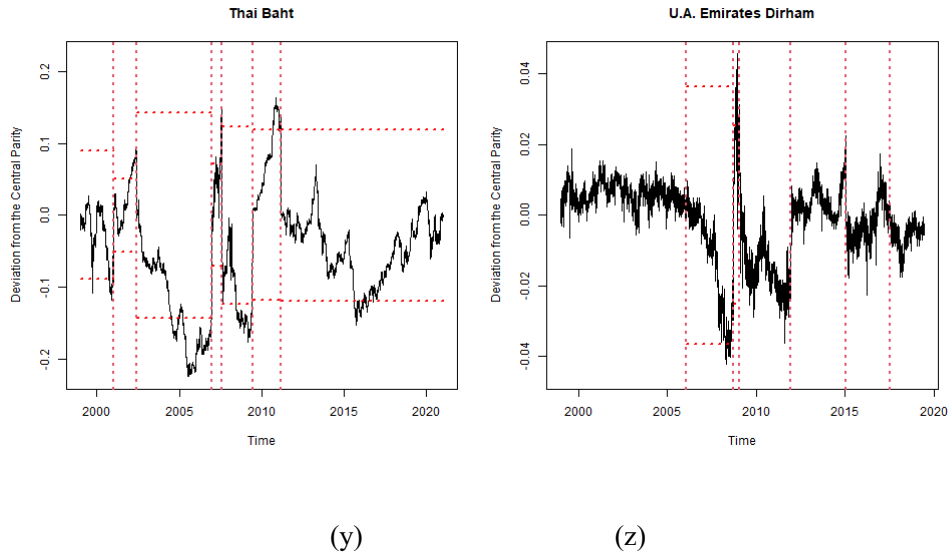 Thai Baht
Deviation from the Central Parity
0.2
0.1
0.0
-0.1
-0.2
2000 2005 2010 2015 2020
Time
U.A. Emirates Dirham
Deviation from the Central Parity
0.04
0.02
0.00
-0.02
-0.04
2000 2005 2010 2015 2020
Time
(y) (z)